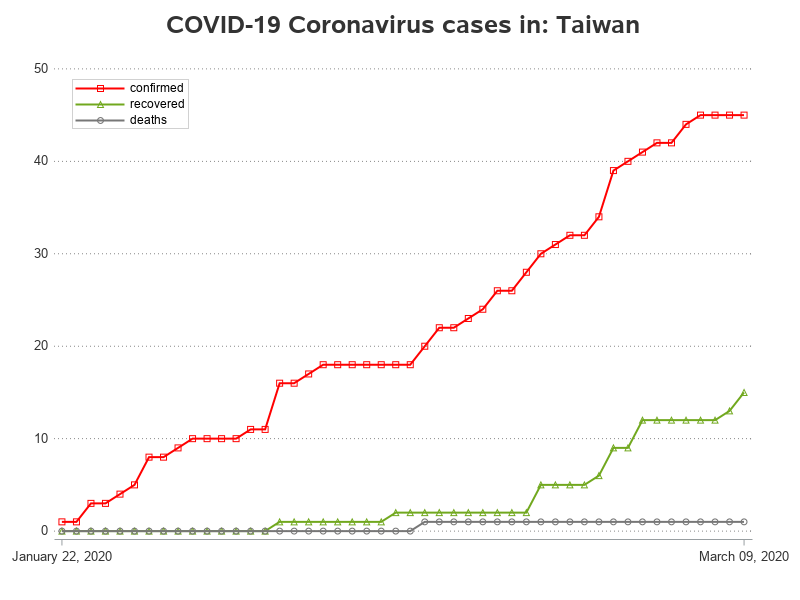 COVID-19 Coronavirus cases in: Taiwan
50
confirmed
recovered
deaths
40
30
20
10
0
January 22, 2020
March 09, 2020